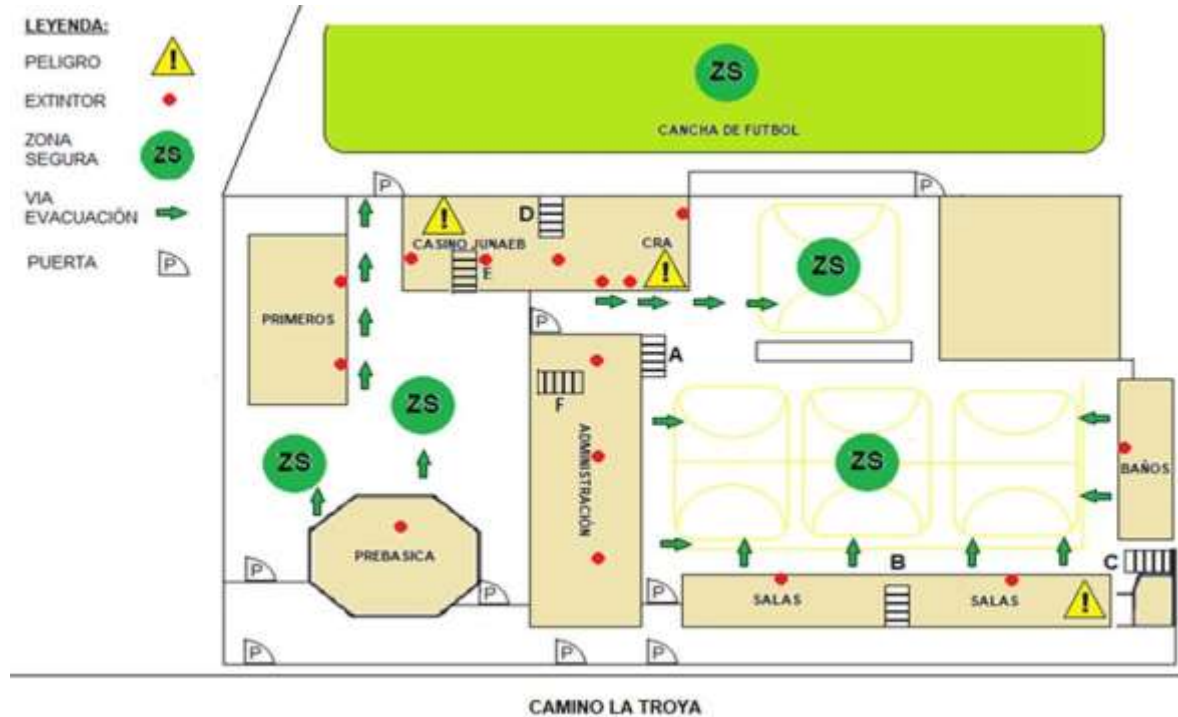 LEYENDA:
PELIGRO
EXTINTOR
ZONA
SEGURA
ZS
VIA
EVACUACIÓN
PUERTA
P
ZS
CANCHA DE FUTBOL
P
P
D
CASINO JUNAEB
CRA
E
ZS
PRIMEROS
P
A
F
ZS
ADMINISTRACIÓN
ZS
ZS
BAÑOS
PREBASICA
P
P
B
C
P
SALAS
SALAS
P
P
P
CAMINO LA TROYA